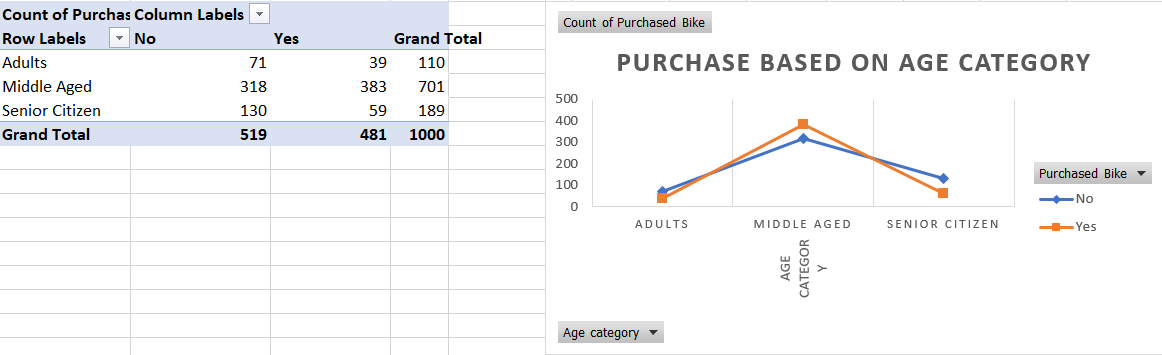 Count of Purchas Column Labels
Row Labels No Yes Grand Total
Adults 71 39 110
Middle Aged 318 383 701
Senior Citizen 130 59 189
Grand Total 519 481 1000
Count of Purchased Bike
PURCHASE BASED ON AGE CATEGORY
500
400
300
200
100
0
ADULTS MIDDLE AGED SENIOR CITIZEN
AGE
CATEGOR
Y
Purchased Bike
No
Yes
Age category